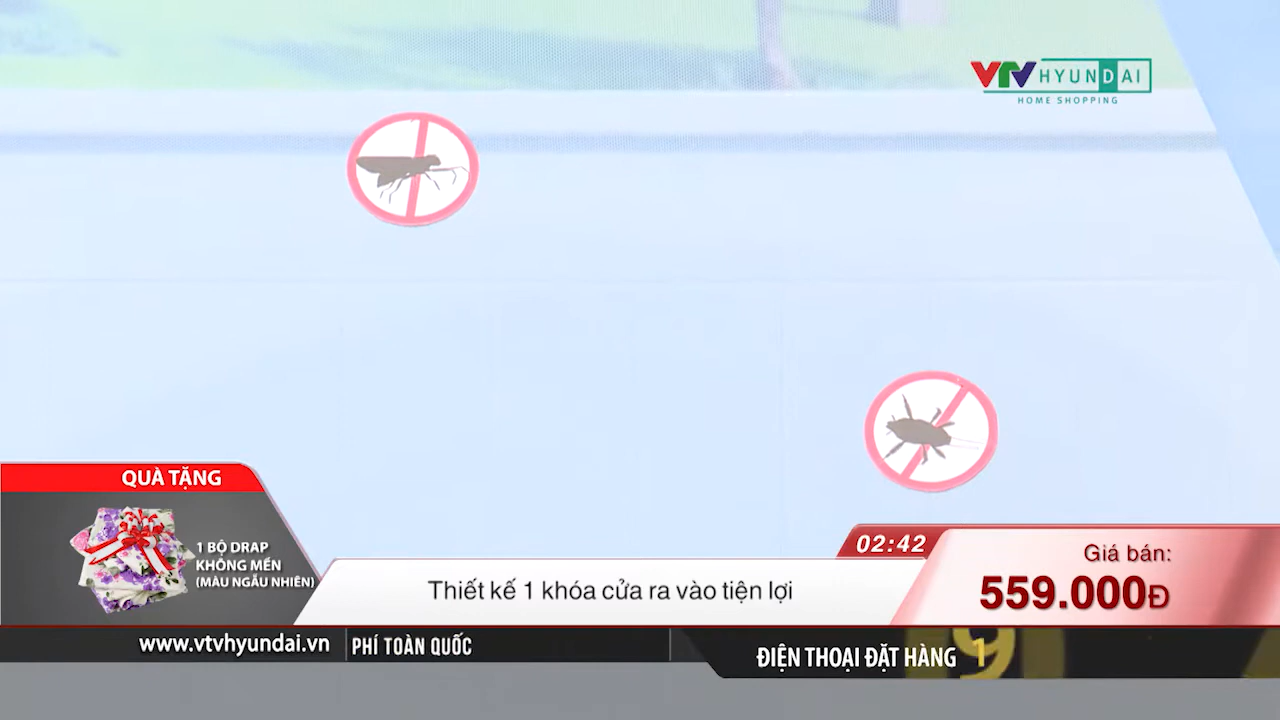 VTV HYUNDAI
HOME SHOPPING
QUÀ TẶNG
1 BỘ DRAP
KHÔNG MỀN
(MÀU NGẪU NHIÊN)
02:42
Giá bán:
559.000Đ
Thiết kế 1 khóa cửa ra vào tiện lợi
www.vtvhyundai.vn
PHÍ TOÀN QUỐC
ĐIỆN THOẠI ĐẶT HÀNG